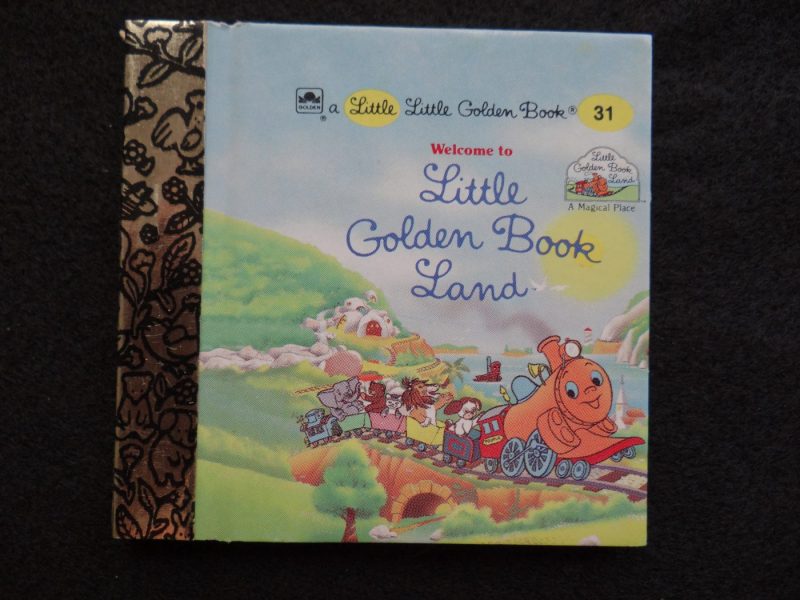 GOLDEN®
a Little Little Golden Book® 31
Welcome to
Little
Golden Book
Land
Little
Golden Book
Land
A Magical Place